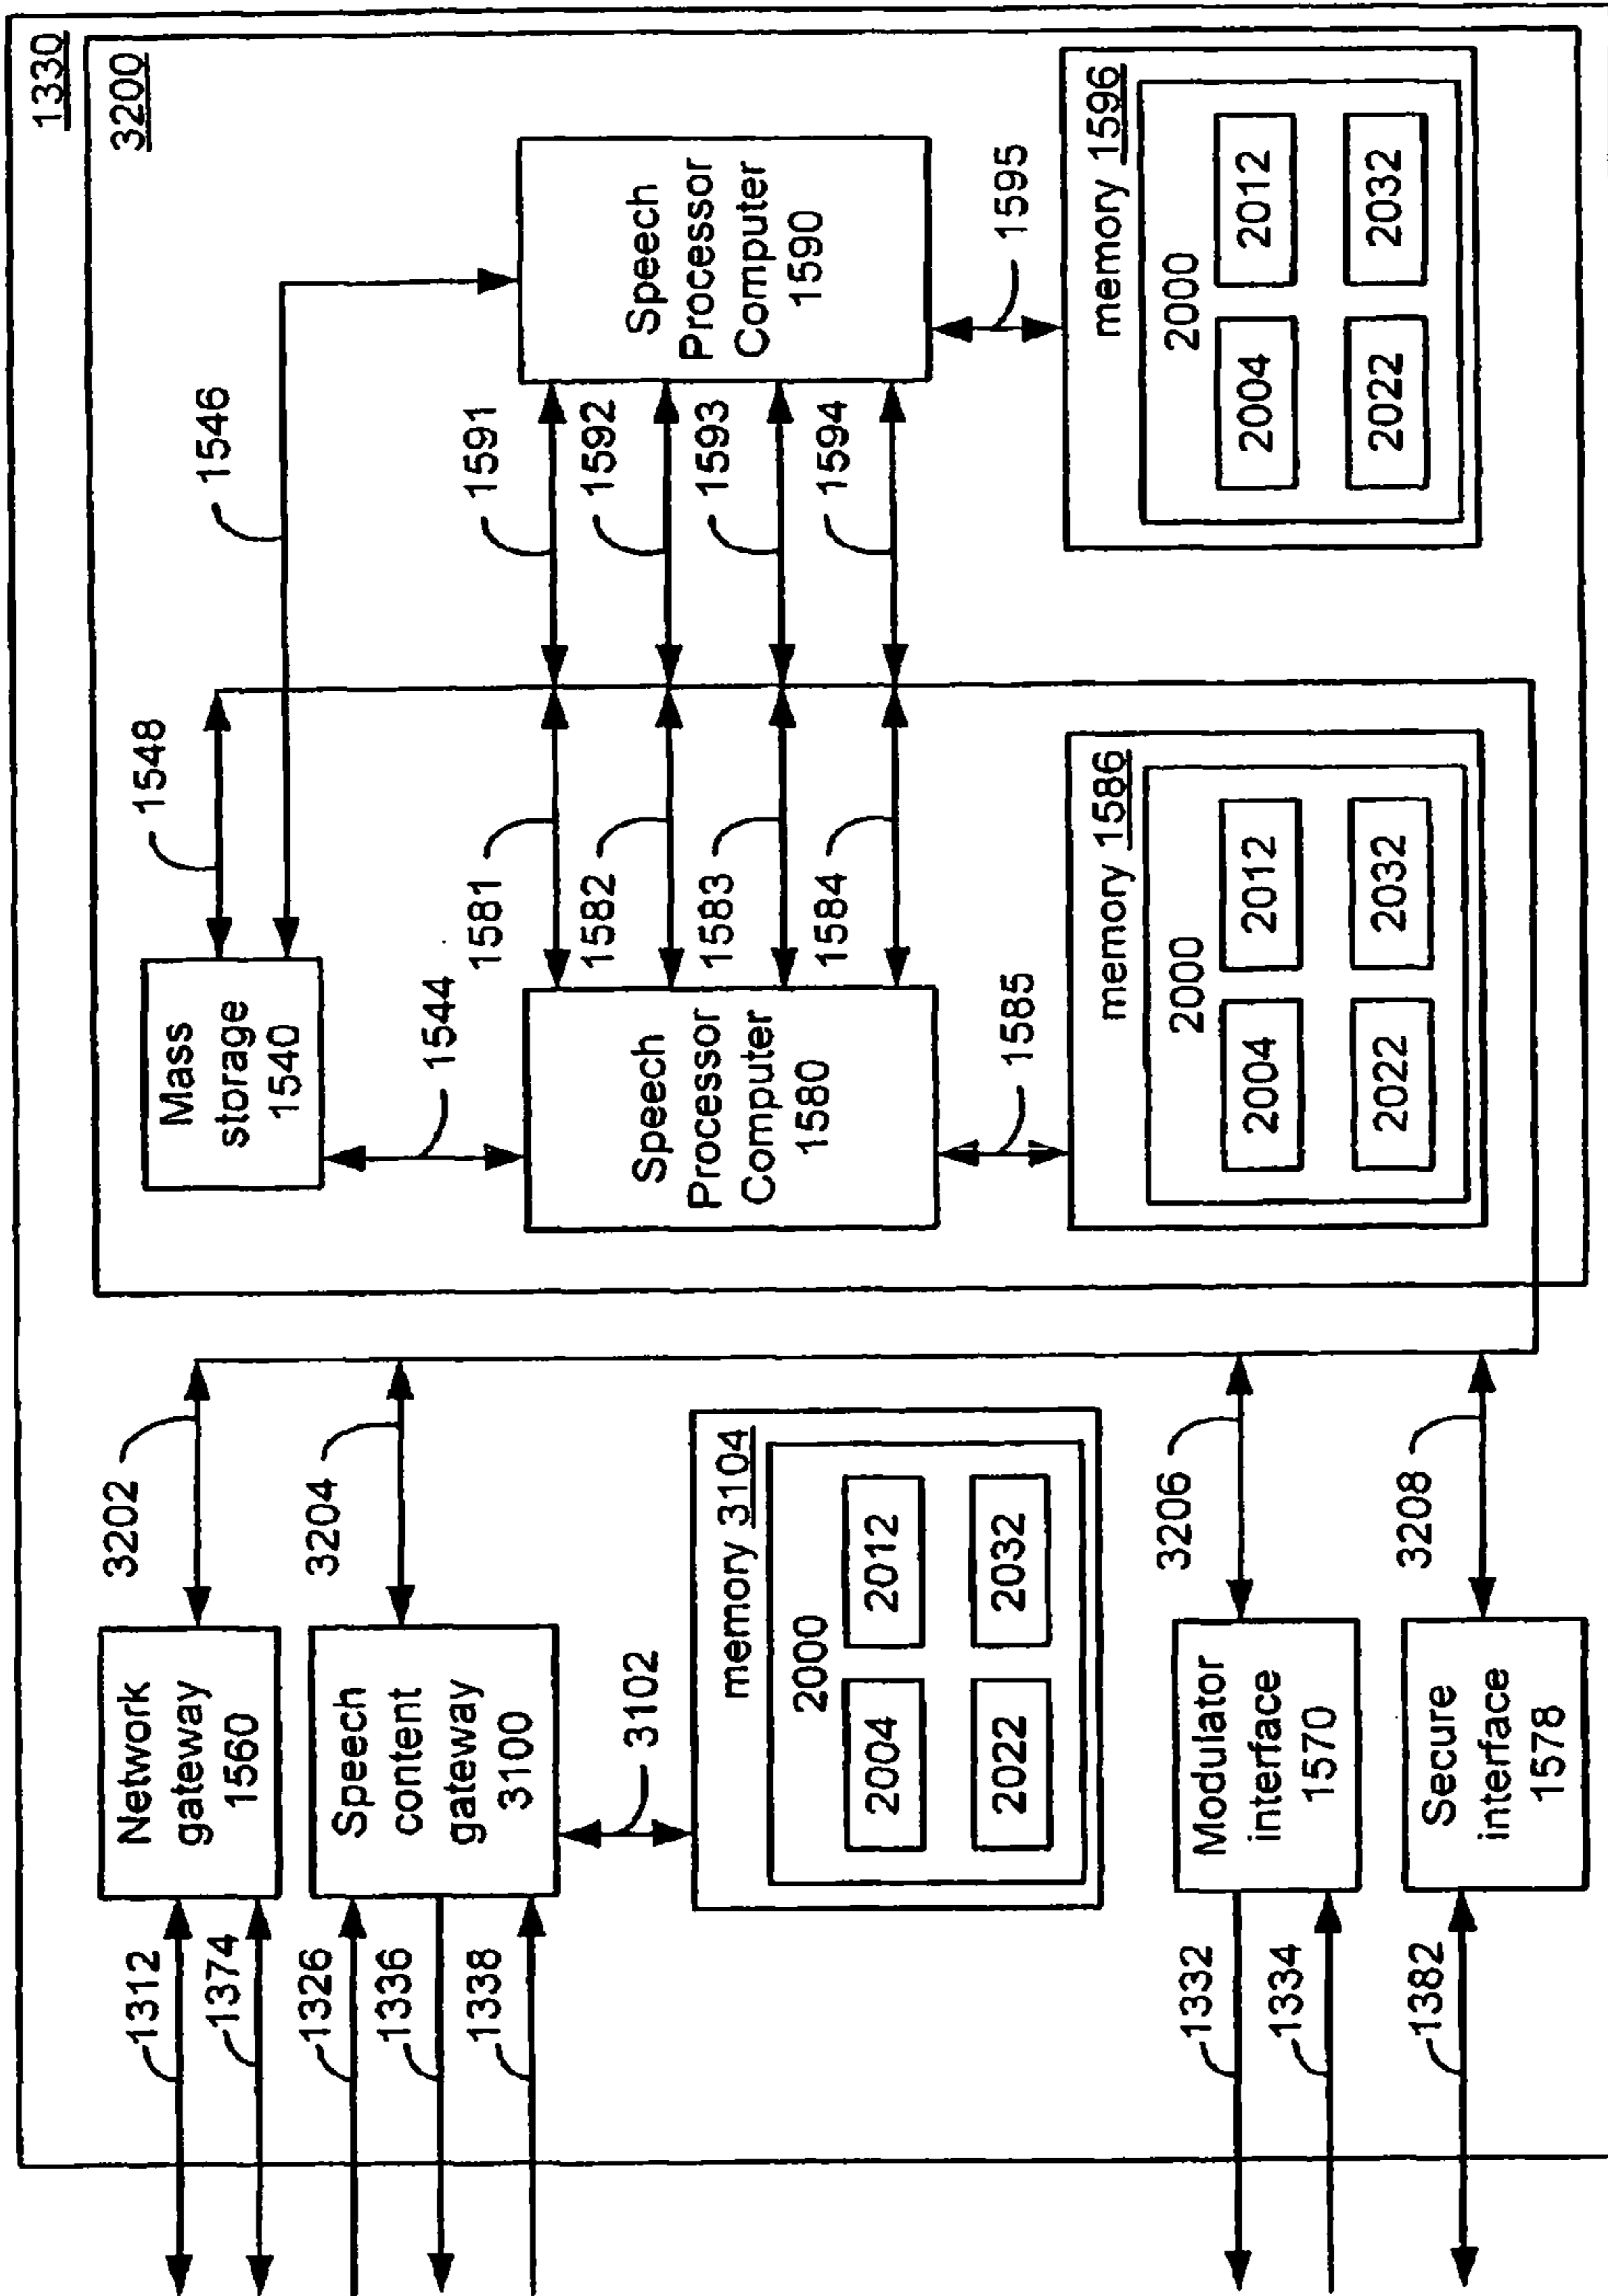 1330
3200
1312
1374
Network
gateway
1560
3202
1548
1546
Mass
storage
1540
1326
1336
1338
Speech
content
gateway
3100
3204
1544
3102
1581
1582
1583
1584
1591
1592
1593
1594
Speech
Processor
Computer
1580
Speech
Processor
Computer
1590
1585
1595
memory 3104
2000
2004
2012
2022
2032
memory 1586
2000
2004
2012
2022
2032
memory 1596
2000
2004
2012
2022
2032
1332
1334
Modulator
interface
1570
3206
1382
Secure
interface
1578
3208